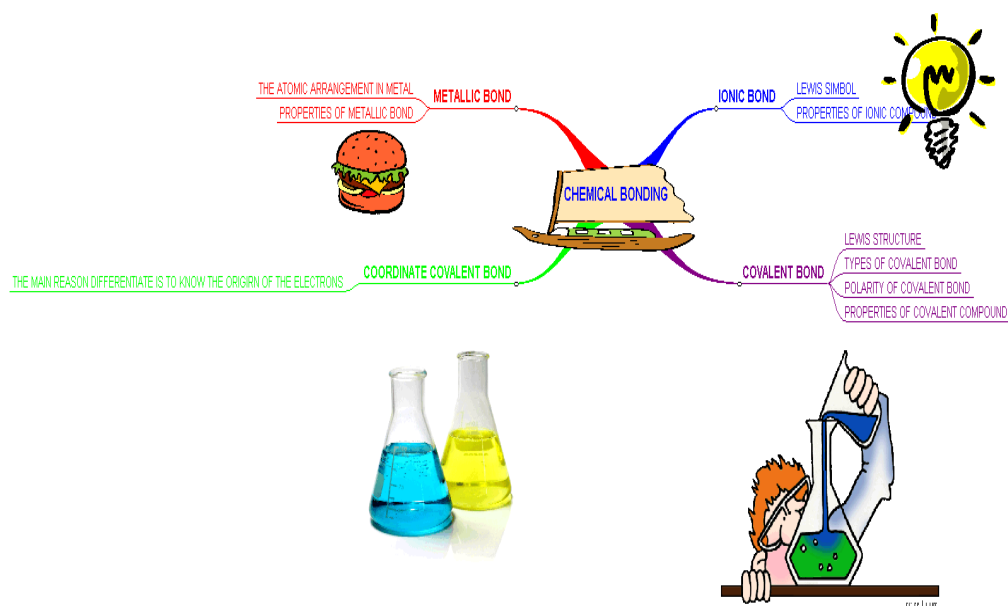 CHEMICAL BONDING
METALLIC BOND
THE ATOMIC ARRANGEMENT IN METAL
PROPERTIES OF METALLIC BOND
IONIC BOND
LEWIS SIMBOL
PROPERTIES OF IONIC COMPOUND
COORDINATE COVALENT BOND
THE MAIN REASON DIFFERENTIATE IS TO KNOW THE ORIGIRN OF THE ELECTRONS
COVALENT BOND
LEWIS STRUCTURE
TYPES OF COVALENT BOND
POLARITY OF COVALENT BOND
PROPERTIES OF COVALENT COMPOUND